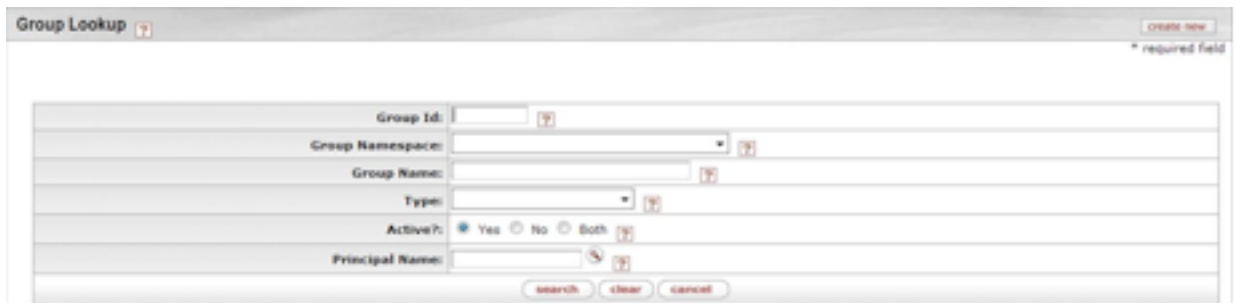 Group Lookup ?
create new
* required field
Group Id: ?
Group Namespace: ?
Group Name: ?
Type: ?
Active?: Yes No Both ?
Principal Name: ?
search clear cancel